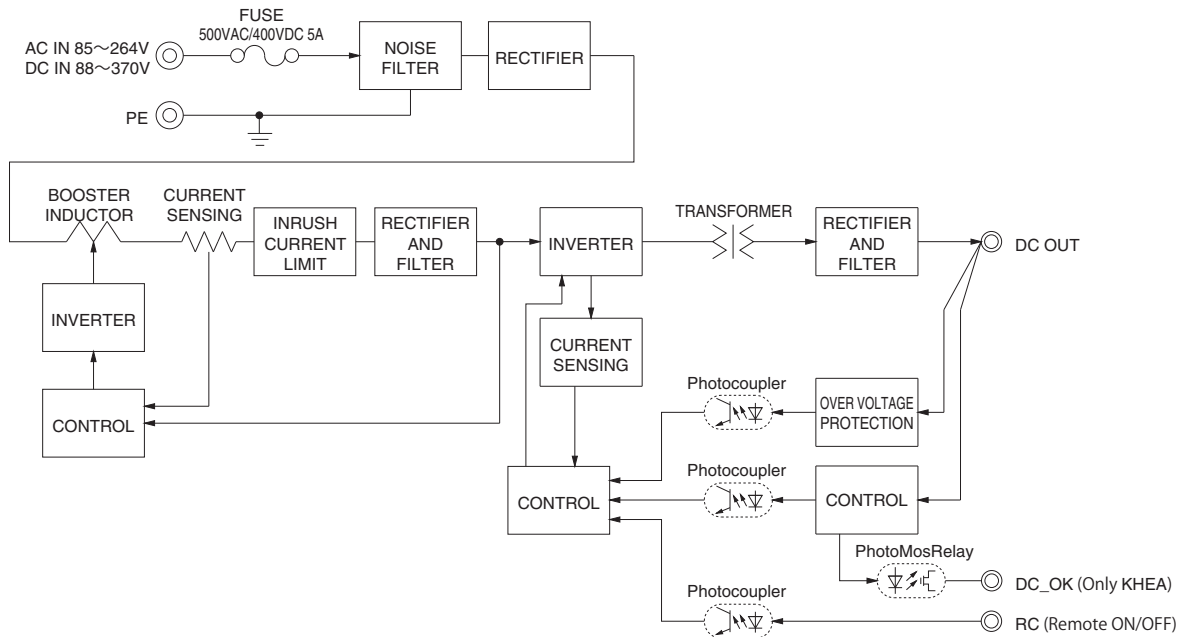 FUSE
500VAC/400VDC 5A
AC IN 85～264V
DC IN 88～370V
NOISE
FILTER
RECTIFIER
PE
BOOSTER
INDUCTOR
CURRENT
SENSING
INRUSH
CURRENT
LIMIT
RECTIFIER
AND
FILTER
INVERTER
TRANSFORMER
RECTIFIER
AND
FILTER
DC OUT
INVERTER
CURRENT
SENSING
CONTROL
Photocoupler
OVER VOLTAGE
PROTECTION
CONTROL
Photocoupler
CONTROL
PhotoMosRelay
DC_OK (Only KHEA)
Photocoupler
RC (Remote ON/OFF)